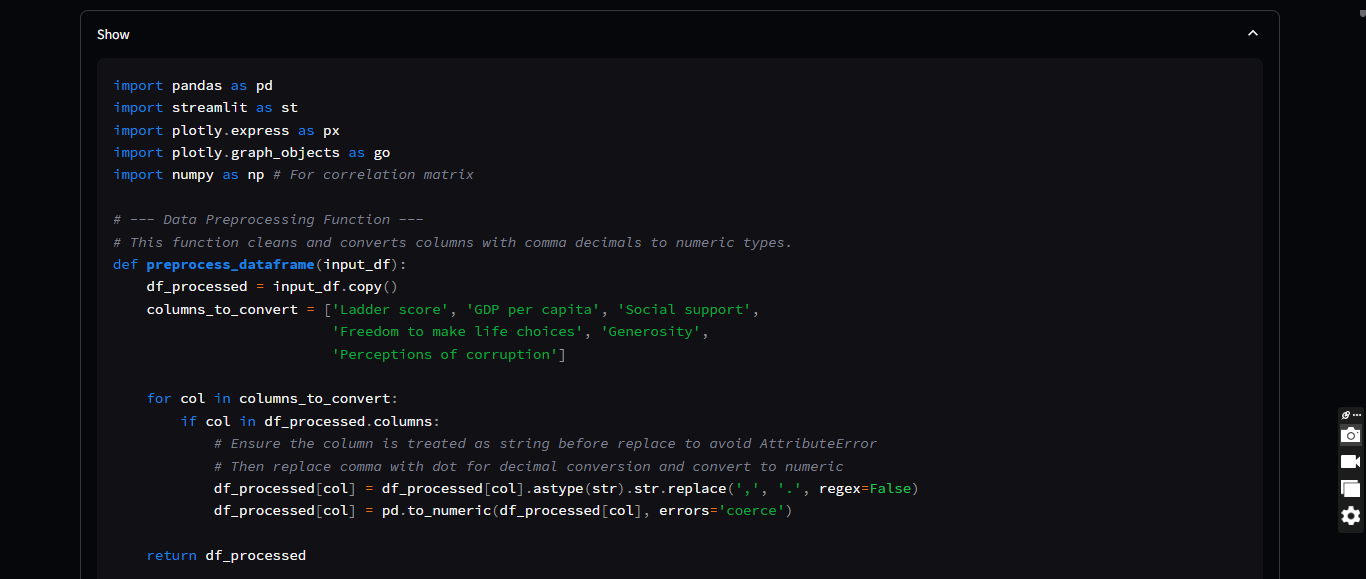 Show
import pandas as pd
import streamlit as st
import plotly.express as px
import plotly.graph_objects as go
import numpy as np # For correlation matrix
# --- Data Preprocessing Function ---
# This function cleans and converts columns with comma decimals to numeric types.
def preprocess_dataframe(input_df):
    df_processed = input_df.copy()
    columns_to_convert = ['Ladder score', 'GDP per capita', 'Social support',
                          'Freedom to make life choices', 'Generosity',
                          'Perceptions of corruption']
    for col in columns_to_convert:
        if col in df_processed.columns:
            # Ensure the column is treated as string before replace to avoid AttributeError
            # Then replace comma with dot for decimal conversion and convert to numeric
            df_processed[col] = df_processed[col].astype(str).str.replace(',', '.', regex=False)
            df_processed[col] = pd.to_numeric(df_processed[col], errors='coerce')
    return df_processed